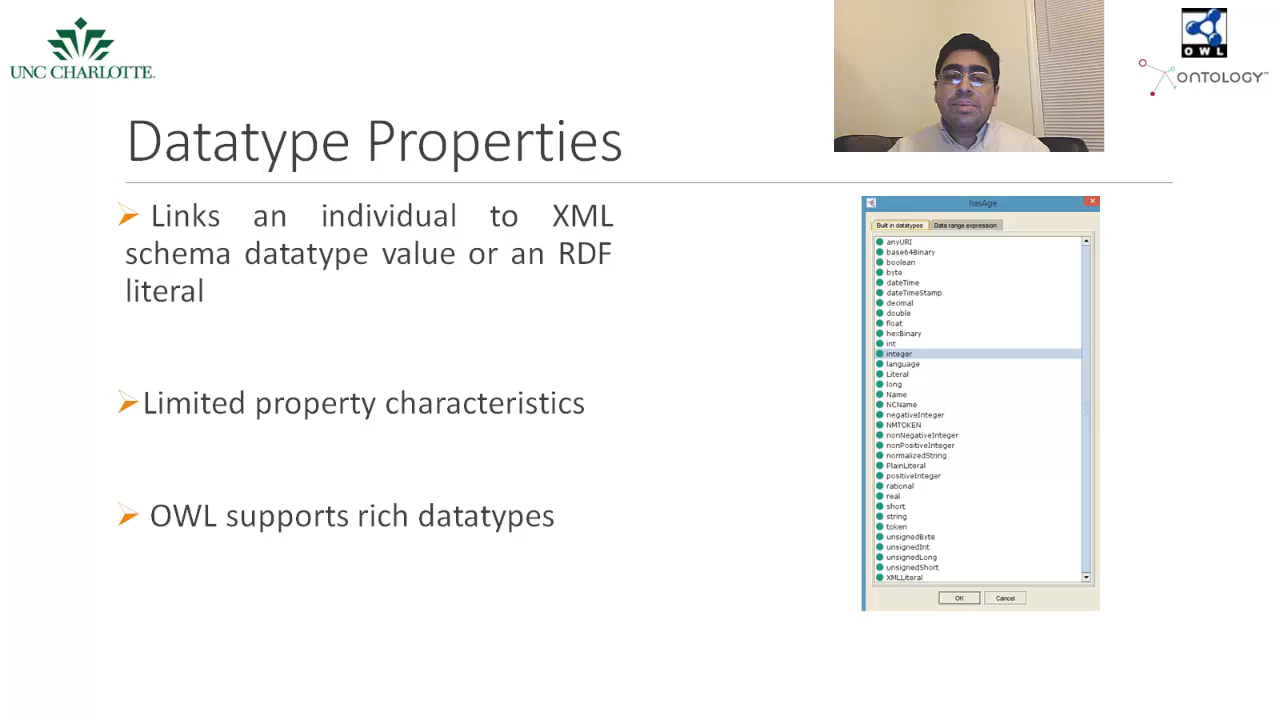 UNC CHARLOTTE
OWL
ONTOLOGY™
Datatype Properties
Links an individual to XML
schema datatype value or an RDF
literal
Limited property characteristics
OWL supports rich datatypes
hasAge
Built in datatypes Data range expression
anyURI
base64Binary
boolean
byte
dateTime
dateTimeStamp
decimal
double
float
hexBinary
int
integer
language
Literal
long
Name
NCName
negativeInteger
NMTOKEN
nonNegativeInteger
nonPositiveInteger
normalizedString
PlainLiteral
positiveInteger
rational
real
short
string
token
unsignedByte
unsignedInt
unsignedLong
unsignedShort
XMLLiteral
OK Cancel